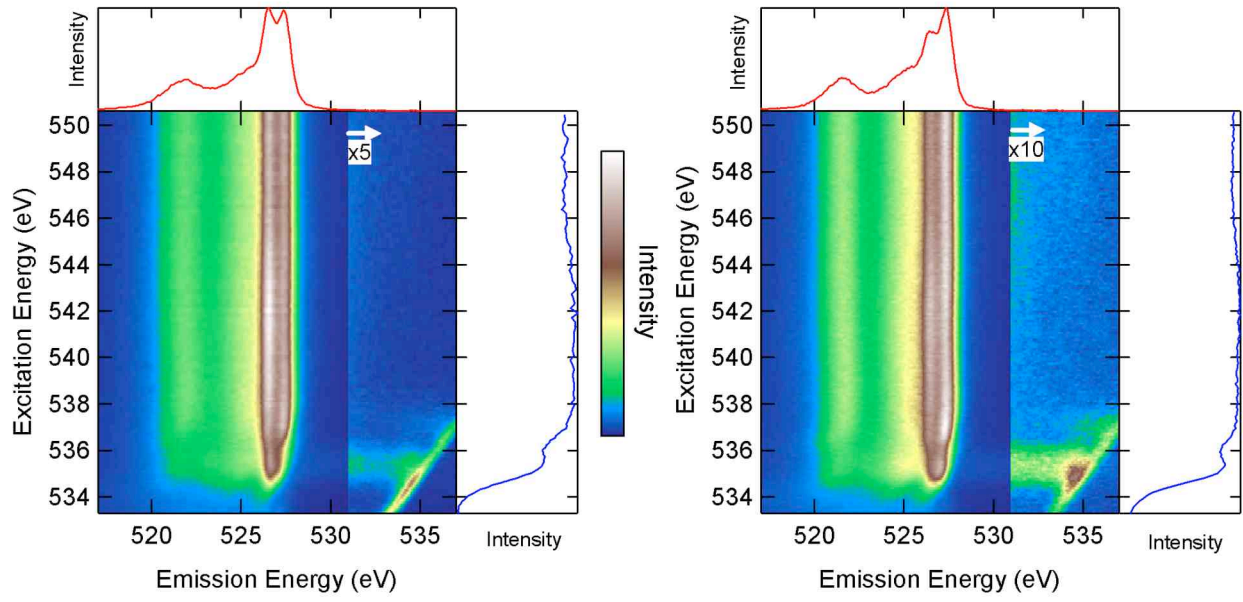 Intensity
550
548
546
544
542
540
538
536
534
Excitation Energy (eV)
x5
520
525
530
535
Emission Energy (eV)
Intensity
Intensity
Intensity
550
548
546
544
542
540
538
536
534
Excitation Energy (eV)
x10
520
525
530
535
Emission Energy (eV)
Intensity